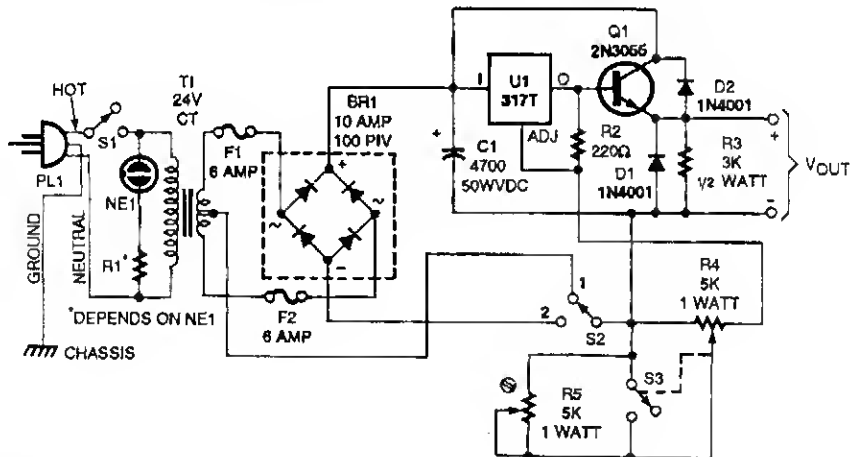 HOT
S1
PL1
GROUND
NEUTRAL
NE1
R1*
*DEPENDS ON NE1
CHASSIS
T1
24V
CT
F1
6 AMP
F2
6 AMP
BR1
10 AMP
100 PIV
+
~
~
-
+
C1
4700
50WVDC
I
U1
317T
O
ADJ
Q1
2N3055
R2
220Ω
D1
1N4001
D2
1N4001
R3
3K
1/2 WATT
+
-
VOUT
1
2
S2
R4
5K
1 WATT
R5
5K
1 WATT
S3